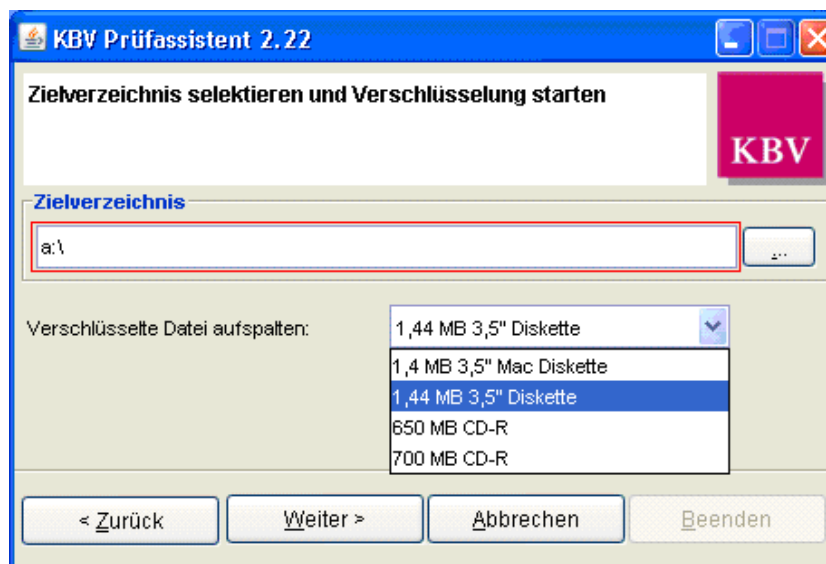 KBV Prüfassistent 2.22
Zielverzeichnis selektieren und Verschlüsselung starten
KBV
Zielverzeichnis
a:\
...
Verschlüsselte Datei aufspalten:
1,44 MB 3,5" Diskette
1,4 MB 3,5" Mac Diskette
1,44 MB 3,5" Diskette
650 MB CD-R
700 MB CD-R
< Zurück
Weiter >
Abbrechen
Beenden